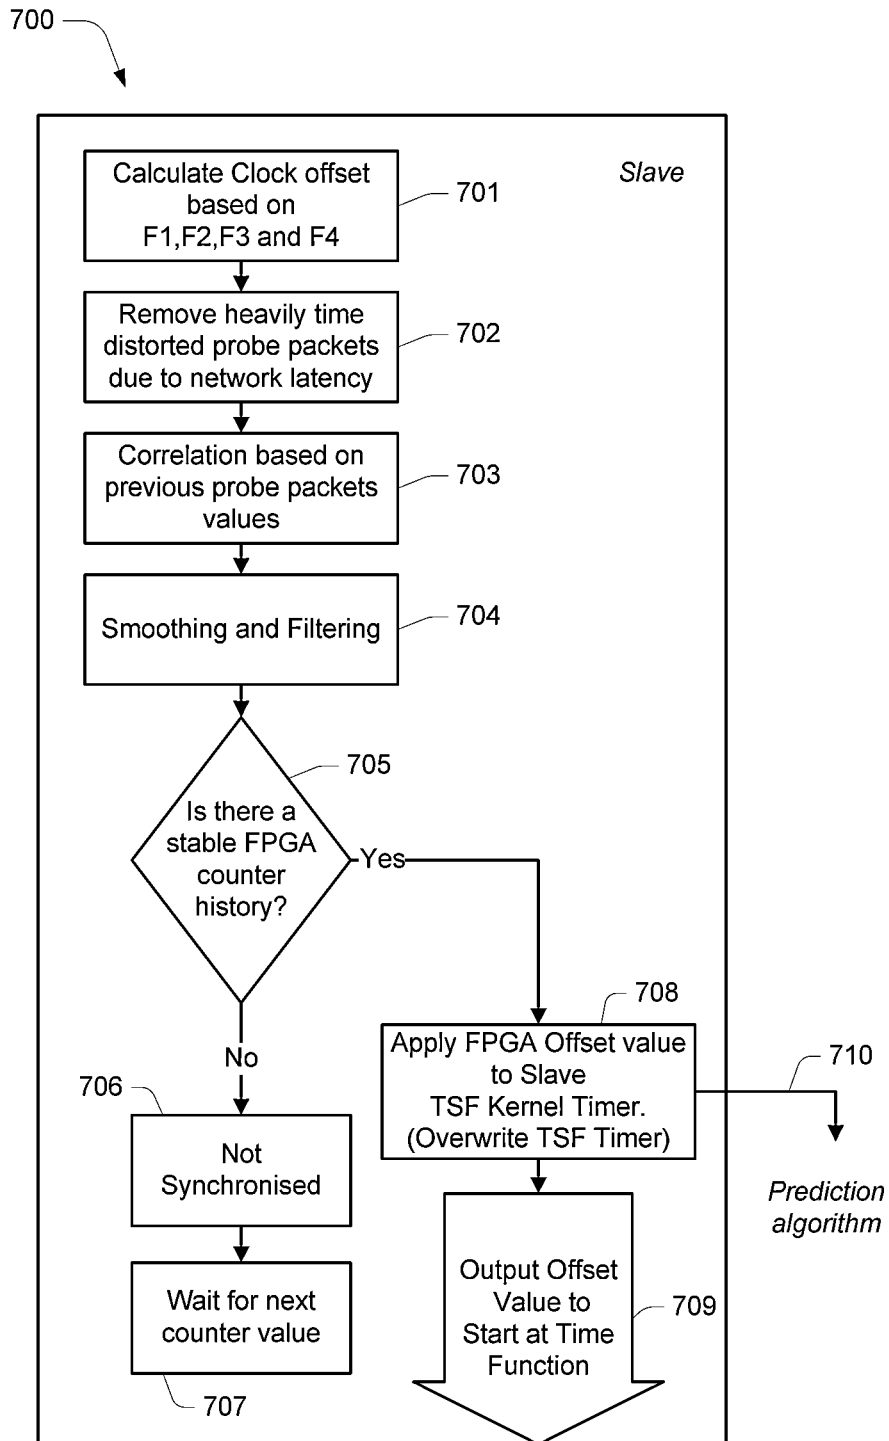 700
Slave
Calculate Clock offset
based on
F1,F2,F3 and F4
701
Remove heavily time
distorted probe packets
due to network latency
702
Correlation based on
previous probe packets
values
703
Smoothing and Filtering
704
705
Is there a
stable FPGA
counter
history?
Yes
No
706
Not
Synchronised
Wait for next
counter value
707
708
Apply FPGA Offset value
to Slave
TSF Kernel Timer.
(Overwrite TSF Timer)
710
Prediction
algorithm
Output Offset
Value to
Start at Time
Function
709